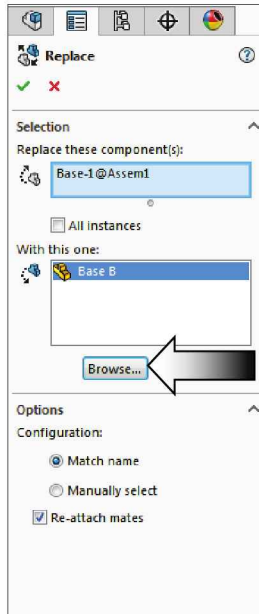 Replace
Selection
Replace these component(s):
Base-1@Assem1
All instances
With this one:
Base B
Browse...
Options
Configuration:
Match name
Manually select
Re-attach mates